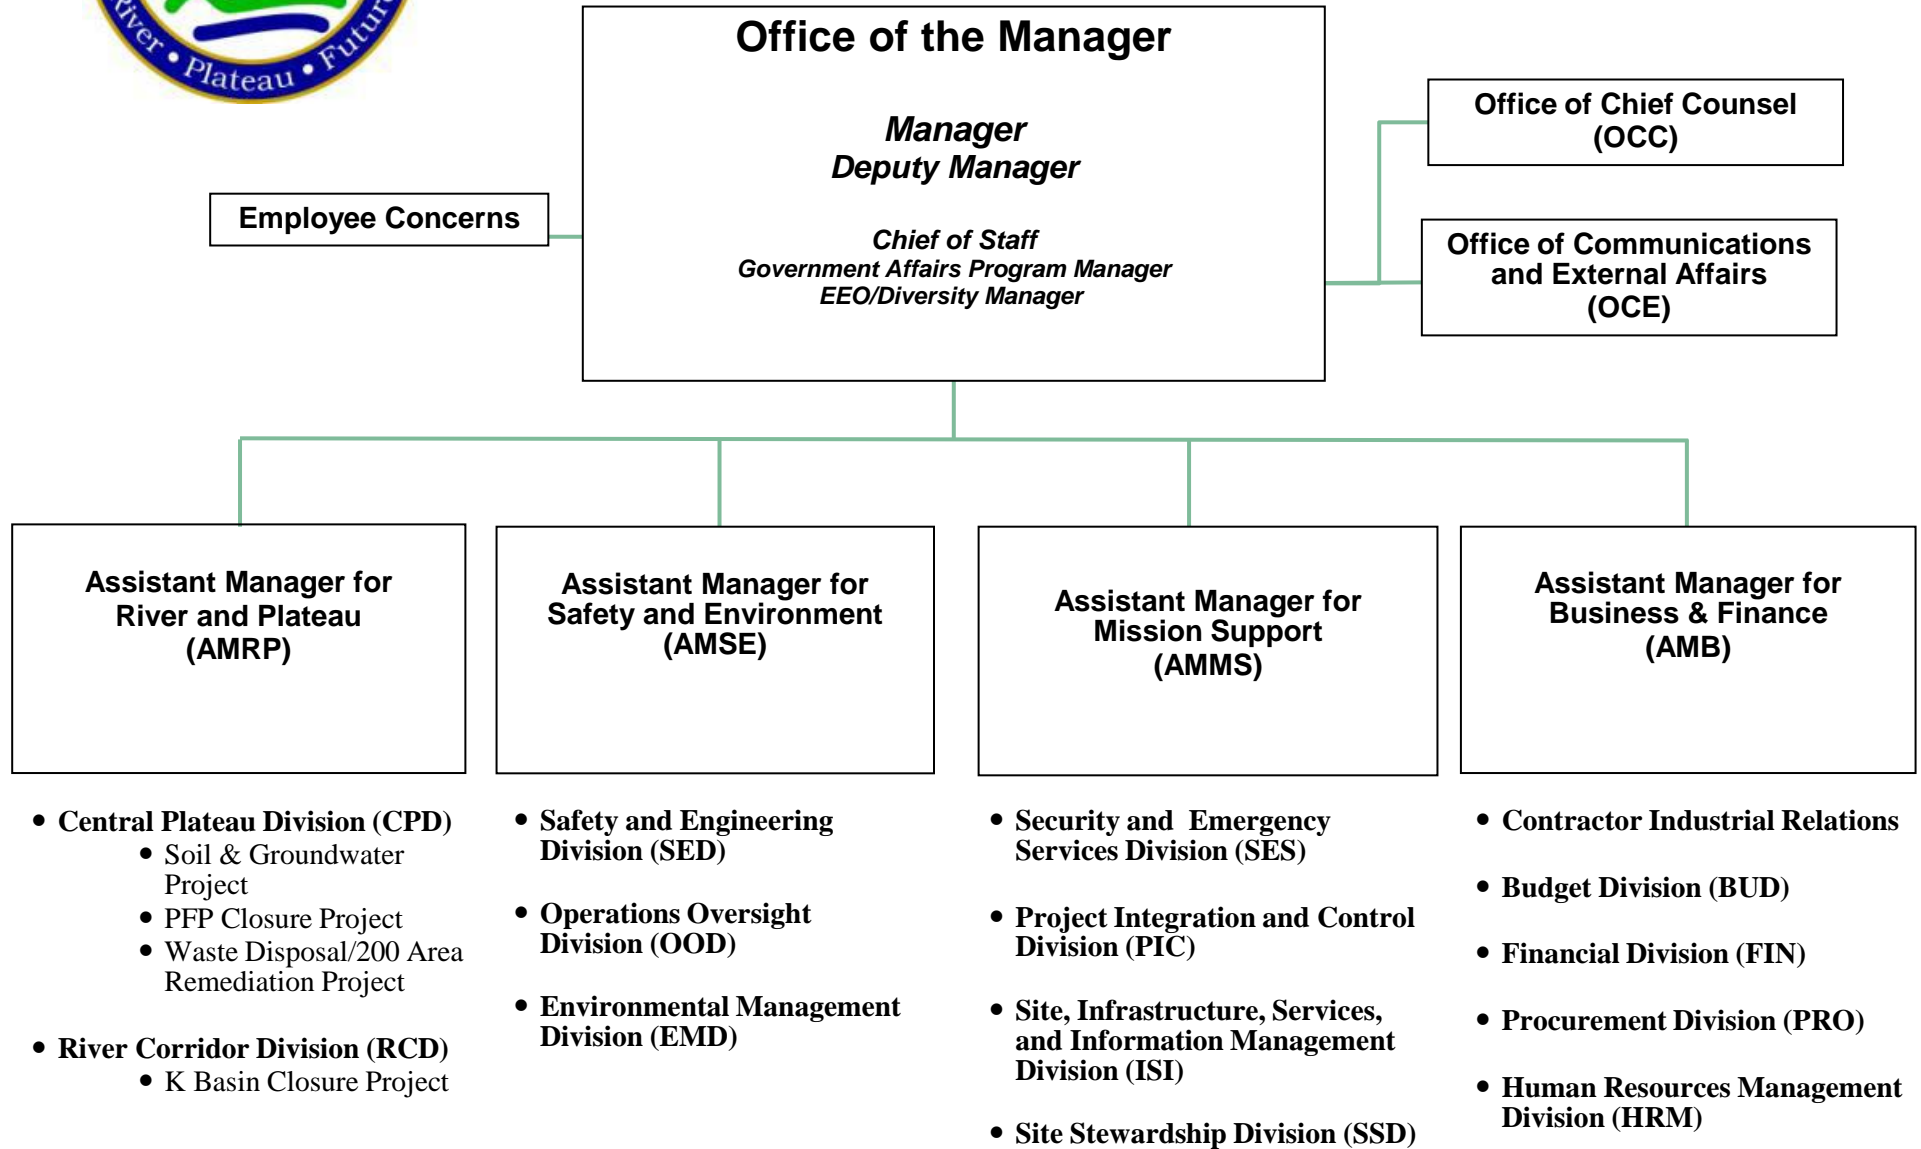 River • Plateau • Future
Office of the Manager
Manager
Deputy Manager
Chief of Staff
Government Affairs Program Manager
EEO/Diversity Manager
Employee Concerns
Office of Chief Counsel
(OCC)
Office of Communications
and External Affairs
(OCE)
Assistant Manager for
River and Plateau
(AMRP)
Assistant Manager for
Safety and Environment
(AMSE)
Assistant Manager for
Mission Support
(AMMS)
Assistant Manager for
Business & Finance
(AMB)
• Central Plateau Division (CPD)
• Soil & Groundwater
Project
• PFP Closure Project
• Waste Disposal/200 Area
Remediation Project
• River Corridor Division (RCD)
• K Basin Closure Project
• Safety and Engineering
Division (SED)
• Operations Oversight
Division (OOD)
• Environmental Management
Division (EMD)
• Security and  Emergency
Services Division (SES)
• Project Integration and Control
Division (PIC)
• Site, Infrastructure, Services,
and Information Management
Division (ISI)
• Site Stewardship Division (SSD)
• Contractor Industrial Relations
• Budget Division (BUD)
• Financial Division (FIN)
• Procurement Division (PRO)
• Human Resources Management
Division (HRM)